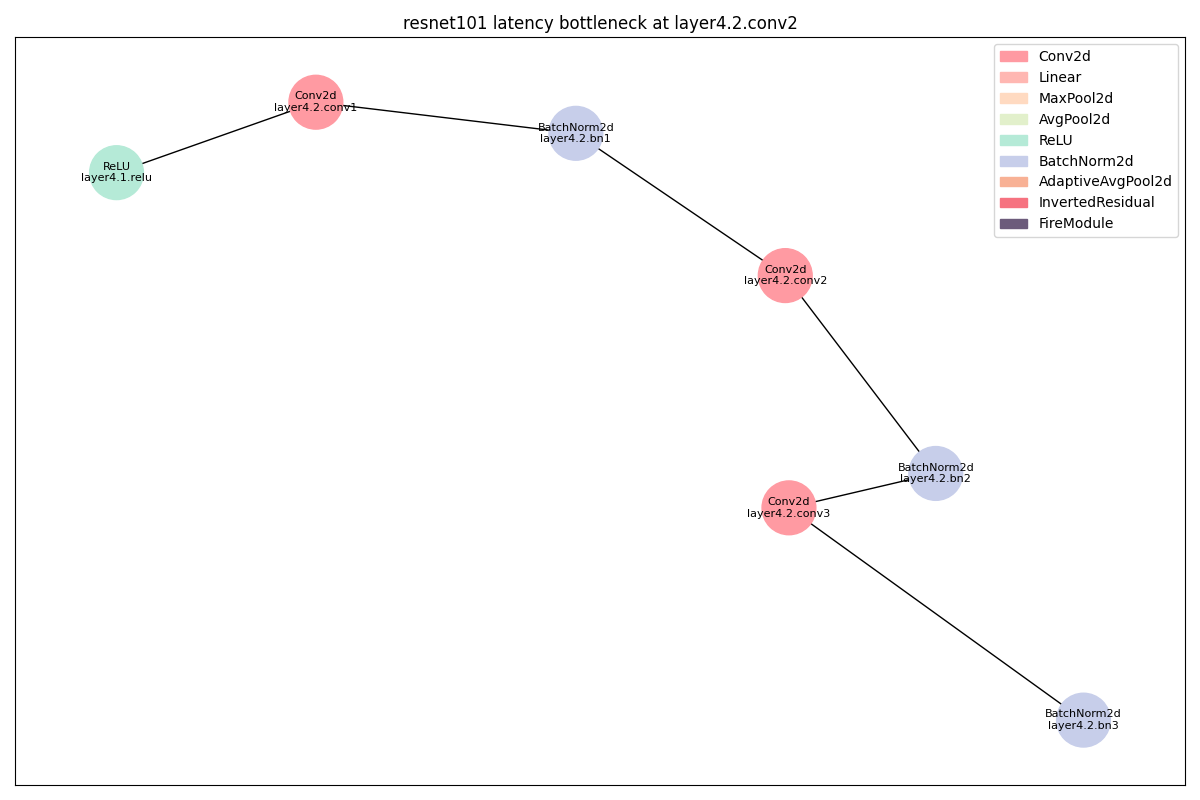 resnet101 latency bottleneck at layer4.2.conv2
Conv2d
Linear
MaxPool2d
AvgPool2d
ReLU
BatchNorm2d
AdaptiveAvgPool2d
InvertedResidual
FireModule
Conv2d
layer4.2.conv1
BatchNorm2d
layer4.2.bn1
ReLU
layer4.1.relu
Conv2d
layer4.2.conv2
BatchNorm2d
layer4.2.bn2
Conv2d
layer4.2.conv3
BatchNorm2d
layer4.2.bn3